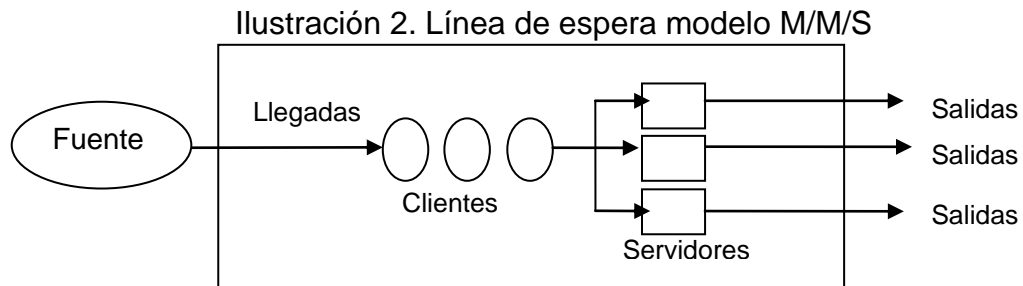 Ilustración 2. Línea de espera modelo M/M/S
Fuente
Llegadas
Clientes
Servidores
Salidas
Salidas
Salidas